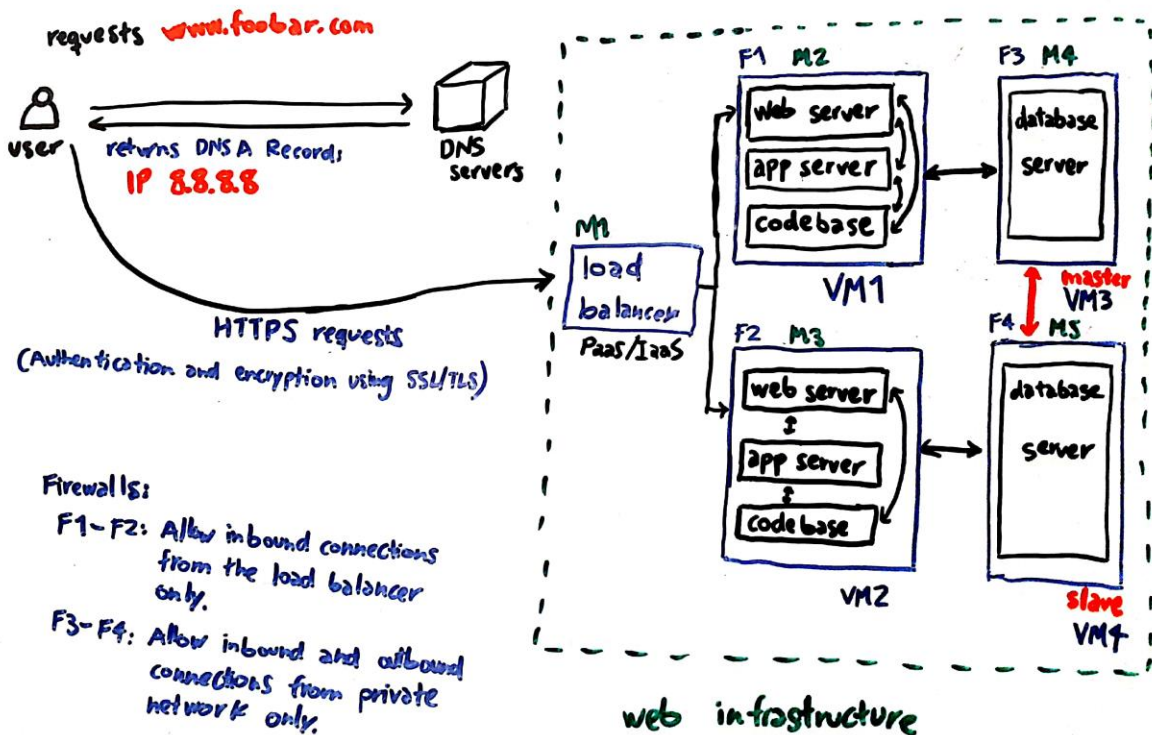 requests www.foobar.com
user
returns DNS A Records
IP 8.8.8.8
DNS
servers
HTTPS requests
(Authentication and encryption using SSL/TLS)
Firewalls:
F1-F2: Allow inbound connections
from the load balancer
only.
F3-F4: Allow inbound and outbound
connections from private
network only.
M1
load
balancer
PaaS/IaaS
F1 M2
web server
app server
codebase
VM1
F3 M4
database
server
master
VM3
F2 M3
web server
app server
codebase
VM2
F4 M5
database
server
slave
VM4
web infrastructure